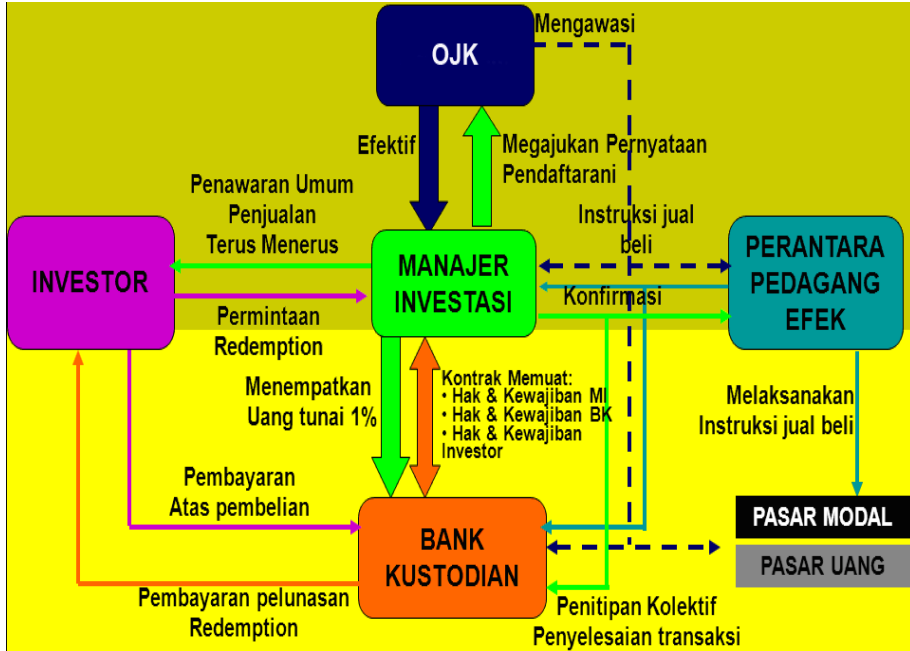 OJK
Mengawasi
Efektif
Megajukan Pernyataan
Pendaftarani
Penawaran Umum
Penjualan
Terus Menerus
Instruksi jual
beli
INVESTOR
MANAJER
INVESTASI
PERANTARA
PEDAGANG
EFEK
Konfirmasi
Permintaan
Redemption
Menempatkan
Uang tunai 1%
Kontrak Memuat:
• Hak & Kewajiban MI
• Hak & Kewajiban BK
• Hak & Kewajiban
Investor
Melaksanakan
Instruksi jual beli
Pembayaran
Atas pembelian
BANK
KUSTODIAN
PASAR MODAL
PASAR UANG
Pembayaran pelunasan
Redemption
Penitipan Kolektif
Penyelesaian transaksi